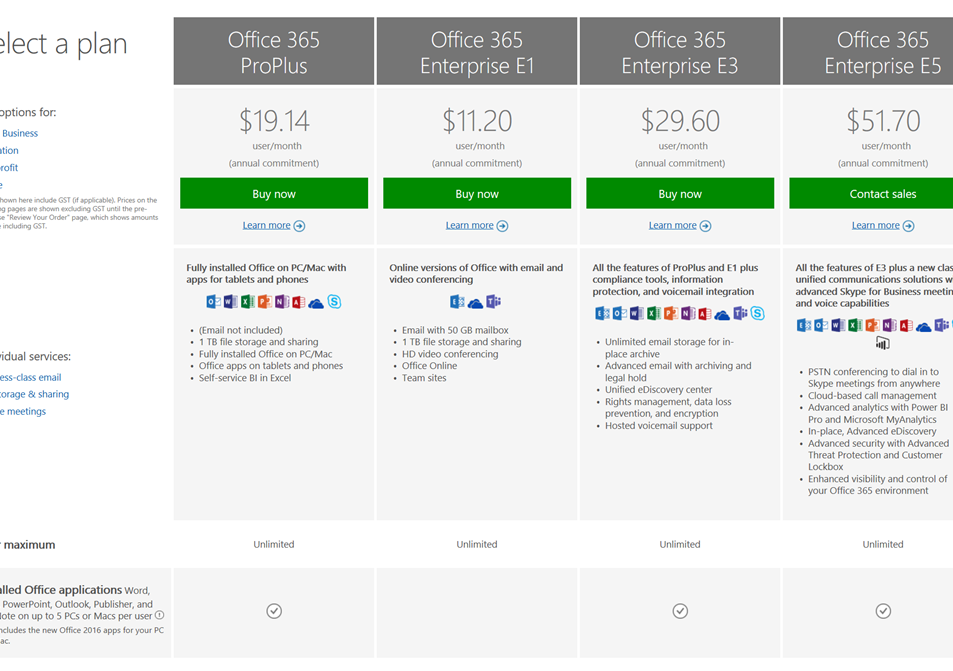 elect a plan
options for:
Business
ation
rofit
e
hown here include GST (if applicable). Prices on the
ng pages are shown excluding GST until the pre-
se "Review Your Order" page, which shows amounts
e including GST.
Office 365
ProPlus
$19.14
user/month
(annual commitment)
Buy now
Learn more
Office 365
Enterprise E1
$11.20
user/month
(annual commitment)
Buy now
Learn more
Office 365
Enterprise E3
$29.60
user/month
(annual commitment)
Buy now
Learn more
Office 365
Enterprise E5
$51.70
user/month
(annual commitment)
Contact sales
Learn more
vidual services:
ess-class email
torage & sharing
e meetings
Fully installed Office on PC/Mac with
apps for tablets and phones
• (Email not included)
• 1 TB file storage and sharing
• Fully installed Office on PC/Mac
• Office apps on tablets and phones
• Self-service BI in Excel
Online versions of Office with email and
video conferencing
• Email with 50 GB mailbox
• 1 TB file storage and sharing
• HD video conferencing
• Office Online
• Team sites
All the features of ProPlus and E1 plus
compliance tools, information
protection, and voicemail integration
• Unlimited email storage for in-
place archive
• Advanced email with archiving and
legal hold
• Unified eDiscovery center
• Rights management, data loss
prevention, and encryption
• Hosted voicemail support
All the features of E3 plus a new clas
unified communications solutions w
advanced Skype for Business meetin
and voice capabilities
• PSTN conferencing to dial in to
Skype meetings from anywhere
• Cloud-based call management
• Advanced analytics with Power BI
Pro and Microsoft MyAnalytics
• In-place, Advanced eDiscovery
• Advanced security with Advanced
Threat Protection and Customer
Lockbox
• Enhanced visibility and control of
your Office 365 environment
r maximum
Unlimited
Unlimited
Unlimited
Unlimited
alled Office applications Word,
PowerPoint, Outlook, Publisher, and
Note on up to 5 PCs or Macs per user
ncludes the new Office 2016 apps for your PC
ac.